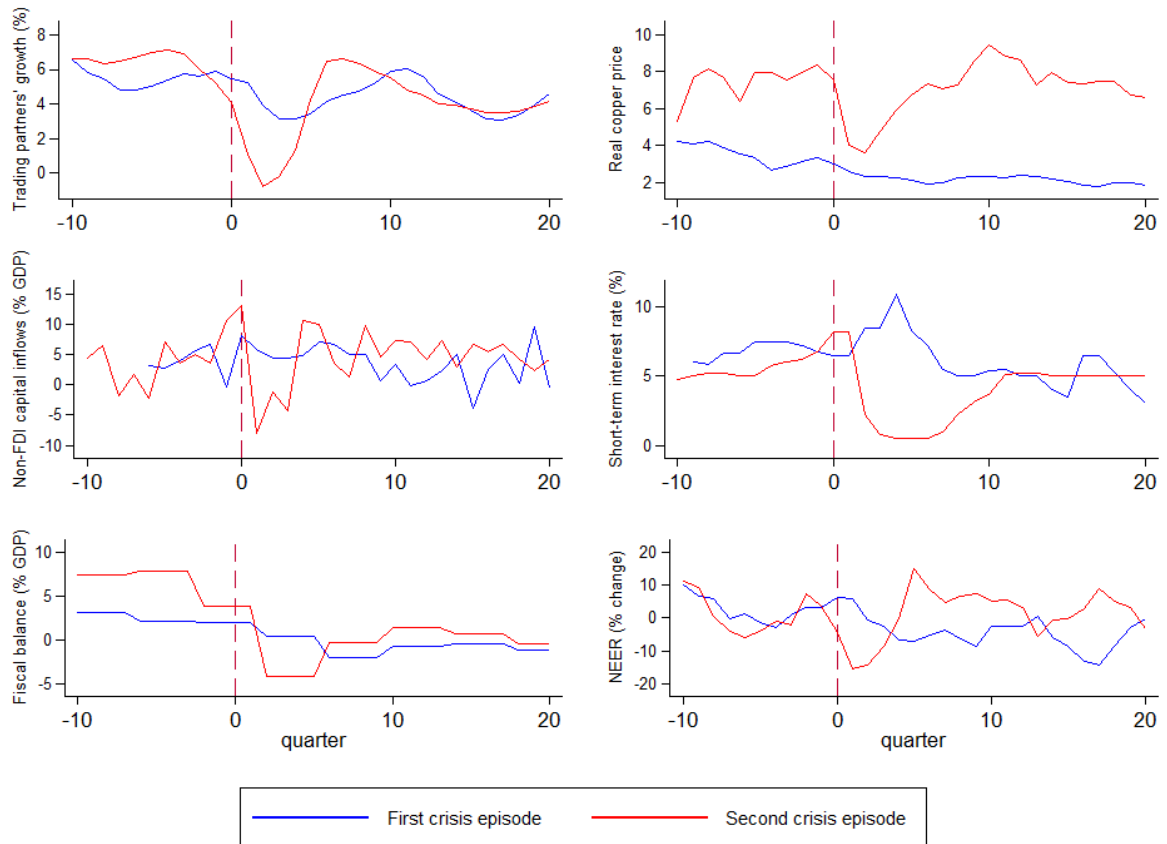 Trading partners' growth (%)
8
6
4
2
0
-10 0 10 20
Real copper price
10
8
6
4
2
-10 0 10 20
Non-FDI capital inflows (% GDP)
15
10
5
0
-5
-10
-10 0 10 20
Short-term interest rate (%)
10
5
0
-10 0 10 20
Fiscal balance (% GDP)
10
5
0
-5
-10 0 10 20
quarter
NEER (% change)
20
10
0
-10
-20
-10 0 10 20
quarter
First crisis episode Second crisis episode